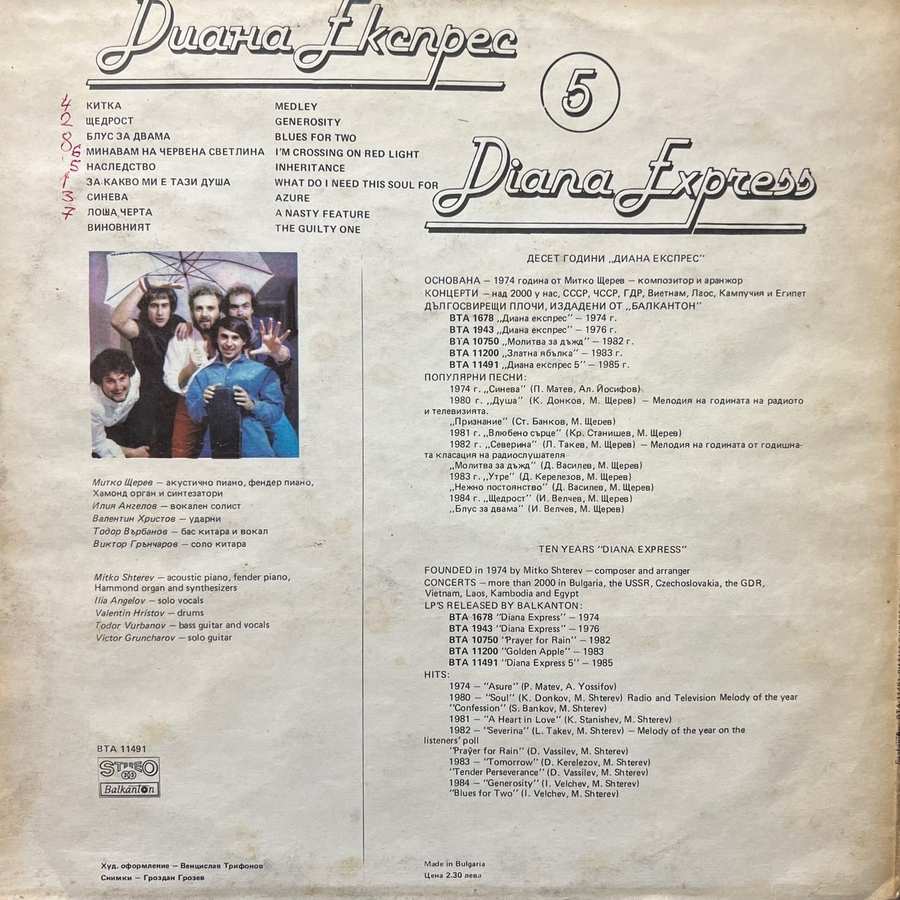 Диана Експрес
5
Diana Express
4 КИТКА MEDLEY
2 ЩЕДРОСТ GENEROSITY
8 БЛУС ЗА ДВАМА BLUES FOR TWO
6 МИНАВАМ НА ЧЕРВЕНА СВЕТЛИНА I'M CROSSING ON RED LIGHT
5 НАСЛЕДСТВО INHERITANCE
1 ЗА КАКВО МИ Е ТАЗИ ДУША WHAT DO I NEED THIS SOUL FOR
3 СИНЕВА AZURE
7 ЛОША ЧЕРТА A NASTY FEATURE
ВИНОВНИЯТ THE GUILTY ONE
Митко Щерев — акустично пиано, фендер пиано,
Хамонд орган и синтезатори
Илия Ангелов — вокален солист
Валентин Христов — ударни
Тодор Върбанов — бас китара и вокал
Виктор Грънчаров — соло китара
Mitko Shterev — acoustic piano, fender piano,
Hammond organ and synthesizers
Ilia Angelov — solo vocals
Valentin Hristov — drums
Todor Vurbanov — bass guitar and vocals
Victor Gruncharov — solo guitar
BTA 11491
STEREO
Balkanton
Худ. оформление — Венцислав Трифонов
Снимки — Гроздан Грозев
ДЕСЕТ ГОДИНИ „ДИАНА ЕКСПРЕС"
ОСНОВАНА — 1974 година от Митко Щерев — композитор и аранжор
КОНЦЕРТИ — над 2000 у нас, СССР, ЧССР, ГДР, Виетнам, Лаос, Кампучия и Египет
ДЪЛГОСВИРЕЩИ ПЛОЧИ, ИЗДАДЕНИ ОТ „БАЛКАНТОН"
BTA 1678 „Диана експрес" — 1974 г.
BTA 1943 „Диана експрес" — 1976 г.
BTA 10750 „Молитва за дъжд" — 1982 г.
BTA 11200 „Златна ябълка" — 1983 г.
BTA 11491 „Диана експрес 5" — 1985 г.
ПОПУЛЯРНИ ПЕСНИ:
1974 г. „Синева" (П. Матев, Ал. Йосифов)
1980 г. „Душа" (К. Донков, М. Щерев) — Мелодия на годината на радиото
и телевизията.
„Признание" (Ст. Банков, М. Щерев)
1981 г. „Влюбено сърце" (Кр. Станишев, М. Щерев)
1982 г. „Северина" (Л. Такев, М. Щерев) — Мелодия на годината от годишна-
та класация на радиослушателя
„Молитва за дъжд" (Д. Василев, М. Щерев)
1983 г. „Утре" (Д. Керелезов, М. Щерев)
„Нежно постоянство" (Д. Василев, М. Щерев)
1984 г. „Щедрост" (И. Велчев, М. Щерев)
„Блус за двама" (И. Велчев, М. Щерев)
TEN YEARS "DIANA EXPRESS"
FOUNDED in 1974 by Mitko Shterev — composer and arranger
CONCERTS — more than 2000 in Bulgaria, the USSR, Czechoslovakia, the GDR,
Vietnam, Laos, Kambodia and Egypt
LP'S RELEASED BY BALKANTON:
BTA 1678 "Diana Express" — 1974
BTA 1943 "Diana Express" — 1976
BTA 10750 "Prayer for Rain" — 1982
BTA 11200 "Golden Apple" — 1983
BTA 11491 "Diana Express 5" — 1985
HITS:
1974 — "Asure" (P. Matev, A. Yossifov)
1980 — "Soul" (K. Donkov, M. Shterev) Radio and Television Melody of the year
"Confession" (S. Bankov, M. Shterev)
1981 — "A Heart in Love" (K. Stanishev, M. Shterev)
1982 — "Severina" (L. Takev, M. Shterev) — Melody of the year on the
listeners' poll
"Prayer for Rain" (D. Vassilev, M. Shterev)
1983 — "Tomorrow" (D. Kerelezov, M. Shterev)
"Tender Perseverance" (D. Vassilev, M. Shterev)
1984 — "Generosity" (I. Velchev, M. Shterev)
"Blues for Two" (I. Velchev, M. Shterev)
Made in Bulgaria
Цена 2.30 лева